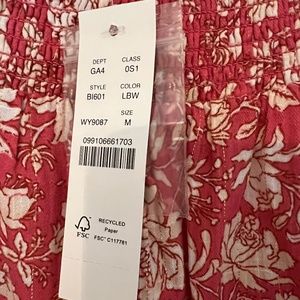 DEPT CLASS
GA4 0S1
STYLE COLOR
BI601 LBW
SIZE
WY9087 M
099106661703
RECYCLED
Paper
FSC
FSC® C117781